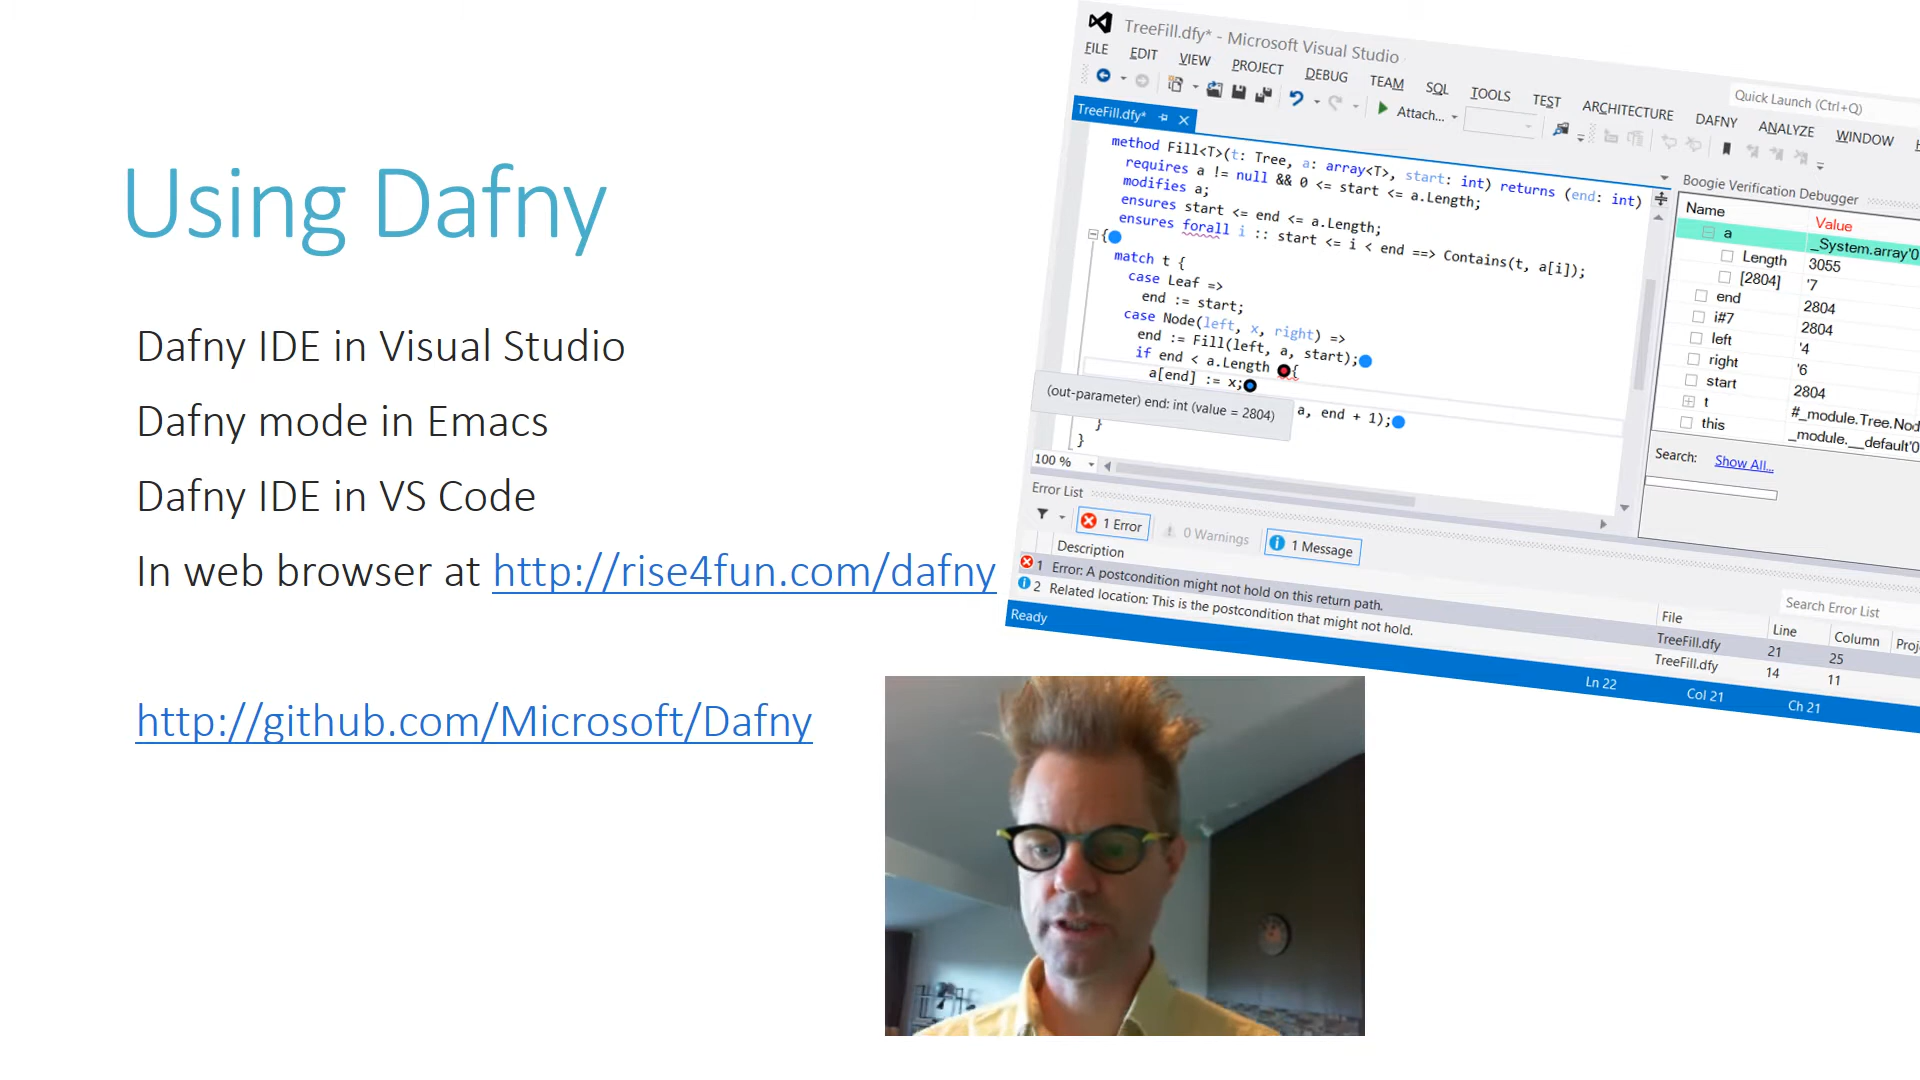 Using Dafny
Dafny IDE in Visual Studio
Dafny mode in Emacs
Dafny IDE in VS Code
In web browser at http://rise4fun.com/dafny
http://github.com/Microsoft/Dafny
TreeFill.dfy* - Microsoft Visual Studio
Quick Launch (Ctrl+Q)
FILE EDIT VIEW PROJECT DEBUG TEAM SQL TOOLS TEST ARCHITECTURE DAFNY ANALYZE WINDOW
Attach...
TreeFill.dfy*
method Fill<T>(t: Tree, a: array<T>, start: int) returns (end: int)
requires a != null && 0 <= start <= a.Length;
modifies a;
ensures start <= end <= a.Length;
ensures forall i :: start <= i < end ==> Contains(t, a[i]);
{
match t {
case Leaf =>
end := start;
case Node(left, x, right) =>
end := Fill(left, a, start);
if end < a.Length {
a[end] := x;
(out-parameter) end: int (value = 2804)
a, end + 1);
}
}
100 %
Boogie Verification Debugger
Name Value
a _System.array'0
Length 3055
[2804] '7
end 2804
i#7 2804
left '4
right '6
start 2804
t #_module.Tree.Nod
this _module.__default'0
Search: Show All...
Error List
1 Error 0 Warnings 1 Message
Search Error List
Description File Line Column Proj
1 Error: A postcondition might not hold on this return path. TreeFill.dfy 21 25
2 Related location: This is the postcondition that might not hold. TreeFill.dfy 14 11
Ready Ln 22 Col 21 Ch 21